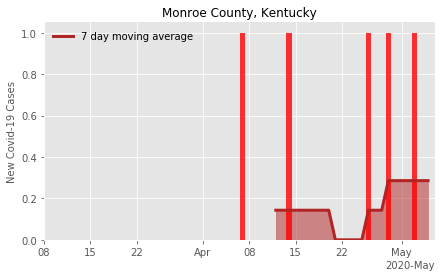 Monroe County, Kentucky
7 day moving average
New Covid-19 Cases
1.0
0.8
0.6
0.4
0.2
0.0
08 15 22 Apr 08 15 22 May
2020-May